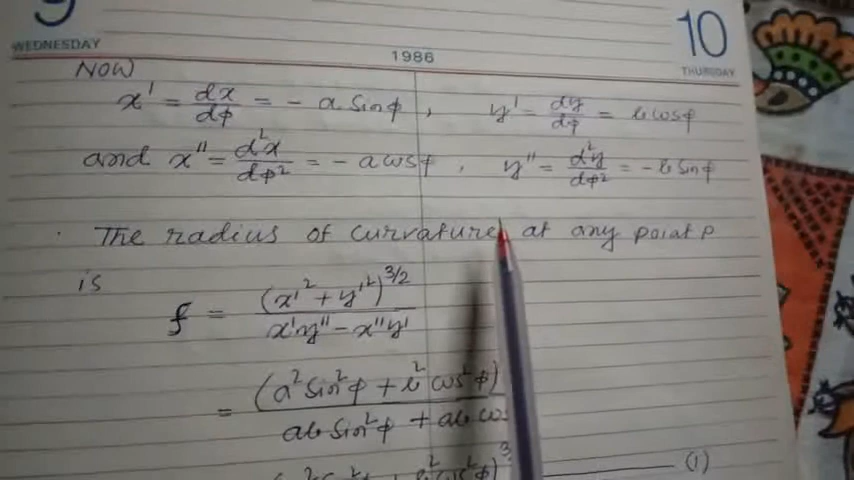 9
WEDNESDAY
1986
10
THURSDAY
Now
x' = dx/dφ = - a sinφ , y' = dy/dφ = b cosφ
and x'' = d²x/dφ² = - a cosφ , y'' = d²y/dφ² = - b sinφ
The radius of curvature at any point P
is
ρ = (x'² + y'²)^3/2 / x'y'' - x''y'
= (a² sin²φ + b² cos²φ) / ab sin²φ + ab cos
(1)